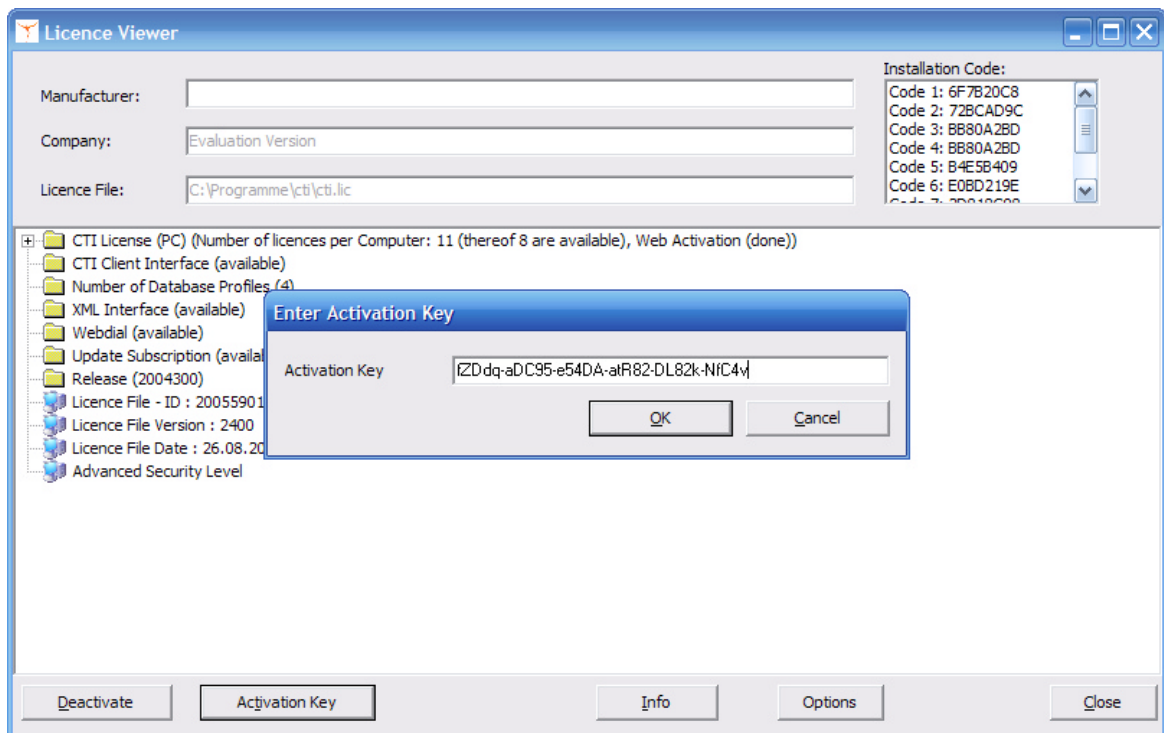 Licence Viewer
Installation Code:
Manufacturer:
Code 1: 6F7B20C8
Code 2: 72BCAD9C
Code 3: BB80A2BD
Code 4: BB80A2BD
Code 5: B4E5B409
Code 6: E0BD219E
Company:
Evaluation Version
Licence File:
C:\Programme\cti\cti.lic
CTI License (PC) (Number of licences per Computer: 11 (thereof 8 are available), Web Activation (done))
CTI Client Interface (available)
Number of Database Profiles (4)
XML Interface (available)
Webdial (available)
Update Subscription (availa
Release (2004300)
Licence File - ID : 20055901
Licence File Version : 2400
Licence File Date : 26.08.20
Advanced Security Level
Enter Activation Key
Activation Key
fZDdq-aDC95-e54DA-atR82-DL82k-NfC4v
OK
Cancel
Deactivate
Activation Key
Info
Options
Close